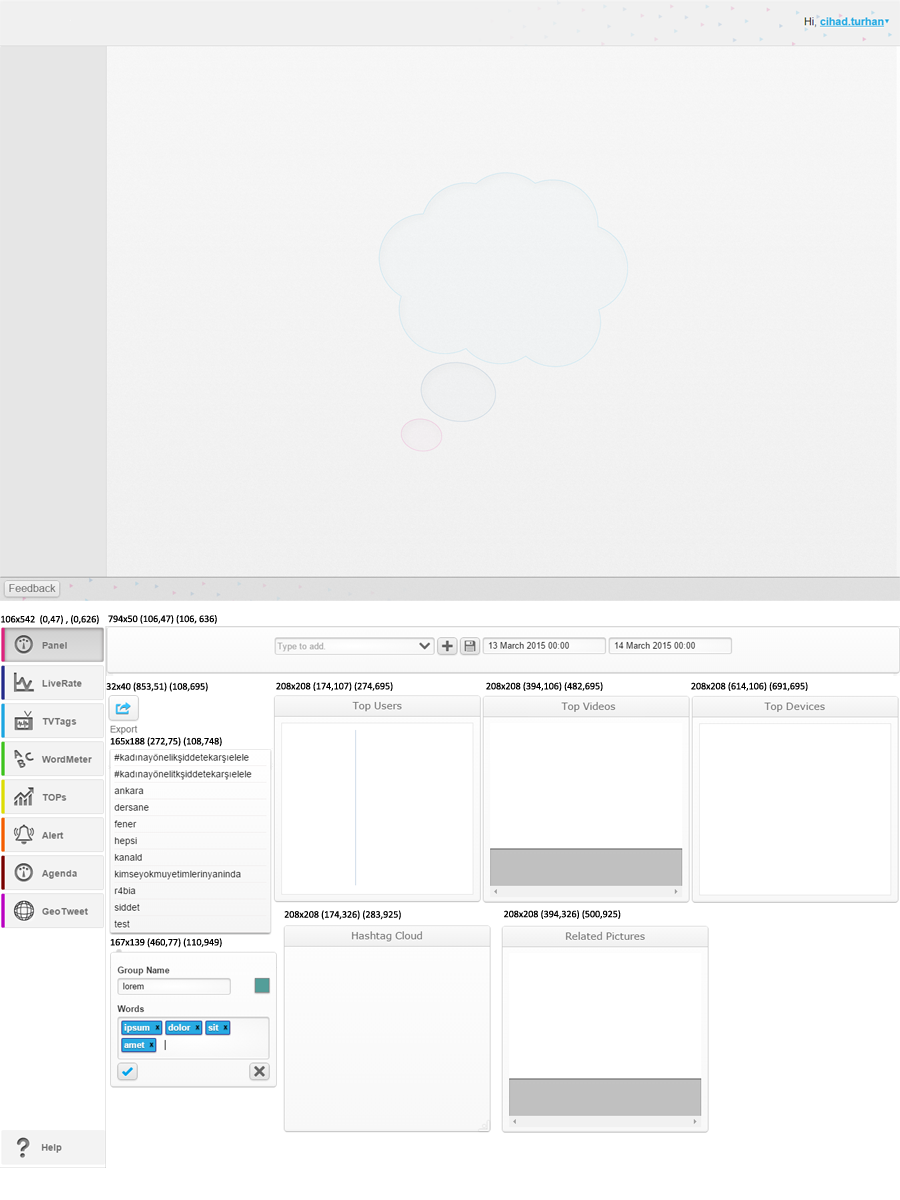 Hi, cihad.turhan
Feedback
106x542 (0,47) , (0,626)
794x50 (106,47) (106, 636)
Panel
LiveRate
TVTags
WordMeter
TOPs
Alert
Agenda
GeoTweet
Help
Type to add.
13 March 2015 00:00
14 March 2015 00:00
32x40 (853,51) (108,695)
Export
165x188 (272,75) (108,748)
#kadınayönelikşiddetekarşıelele
#kadınayönelitkşiddetekarşıelele
ankara
dersane
fener
hepsi
kanald
kimseyokmuyetimlerinyaninda
r4bia
siddet
test
167x139 (460,77) (110,949)
Group Name
lorem
Words
ipsum x dolor x sit x
amet x
208x208 (174,107) (274,695)
Top Users
208x208 (394,106) (482,695)
Top Videos
208x208 (614,106) (691,695)
Top Devices
208x208 (174,326) (283,925)
Hashtag Cloud
208x208 (394,326) (500,925)
Related Pictures